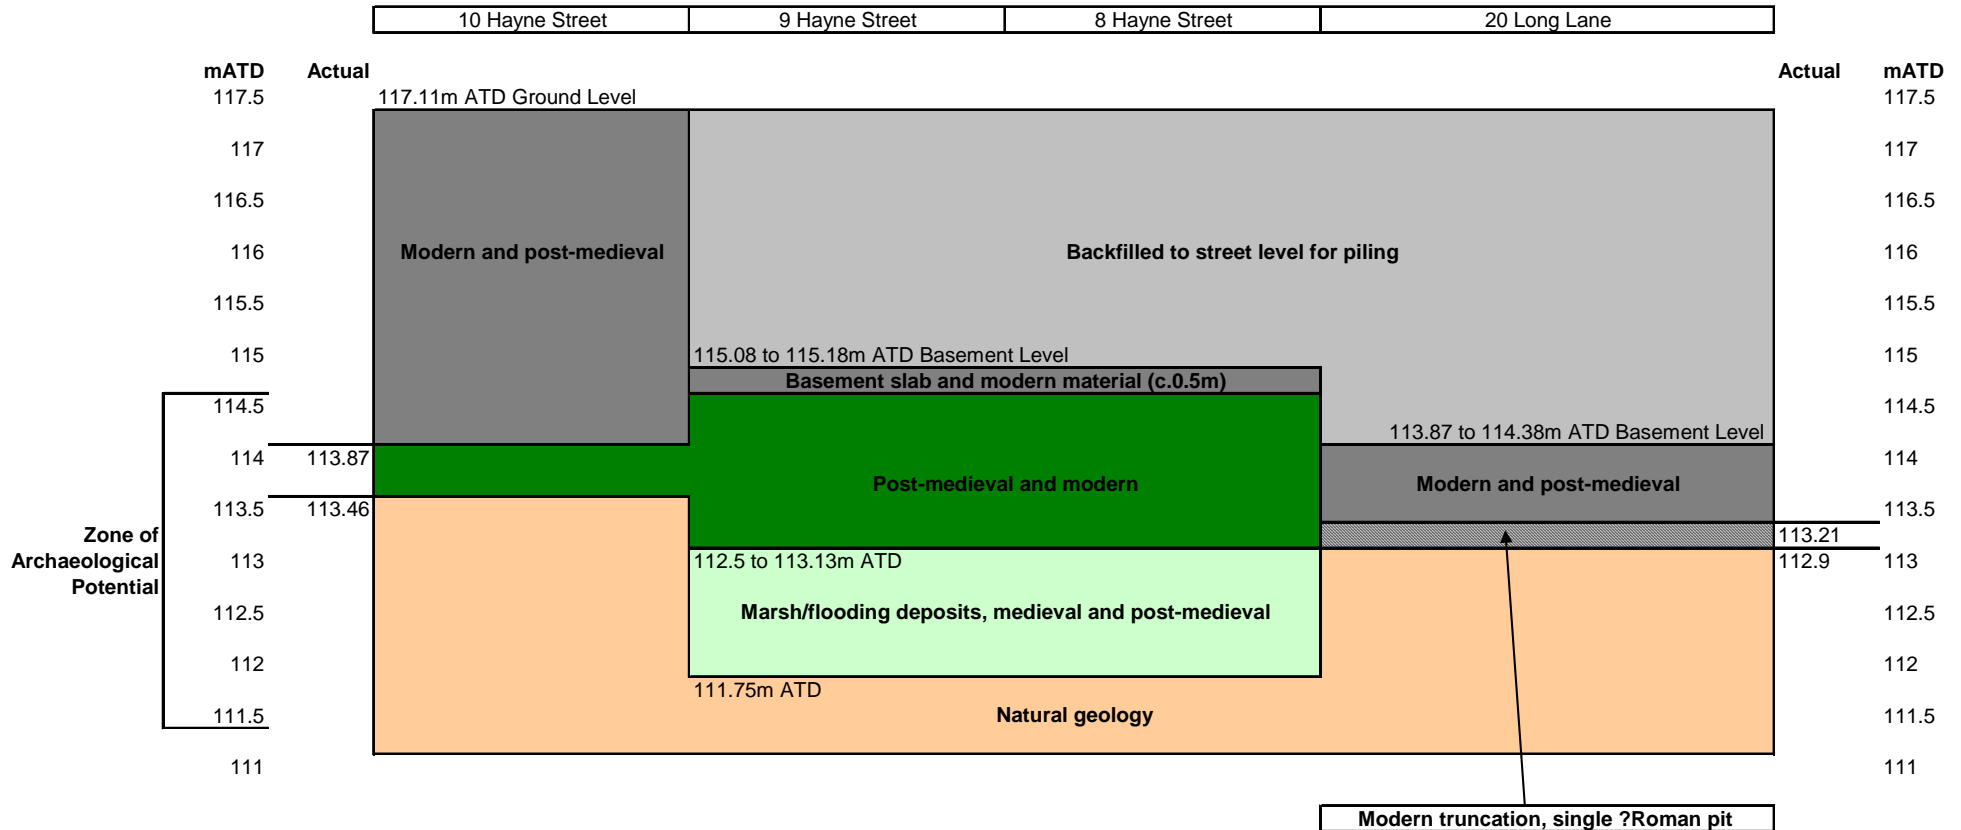 10 Hayne Street 9 Hayne Street 8 Hayne Street 20 Long Lane
mATD Actual Actual mATD
117.5 117.11m ATD Ground Level 117.5
117 117
116.5 116.5
116 Modern and post-medieval Backfilled to street level for piling 116
115.5 115.5
115 115.08 to 115.18m ATD Basement Level 115
Basement slab and modern material (c.0.5m)
114.5 114.5
113.87 to 114.38m ATD Basement Level
114 113.87 114
Post-medieval and modern Modern and post-medieval
113.5 113.46 113.5
Zone of 113.21
Archaeological 113 112.5 to 113.13m ATD 112.9 113
Potential
112.5 Marsh/flooding deposits, medieval and post-medieval 112.5
112 112
111.75m ATD
111.5 Natural geology 111.5
111 111
Modern truncation, single ?Roman pit